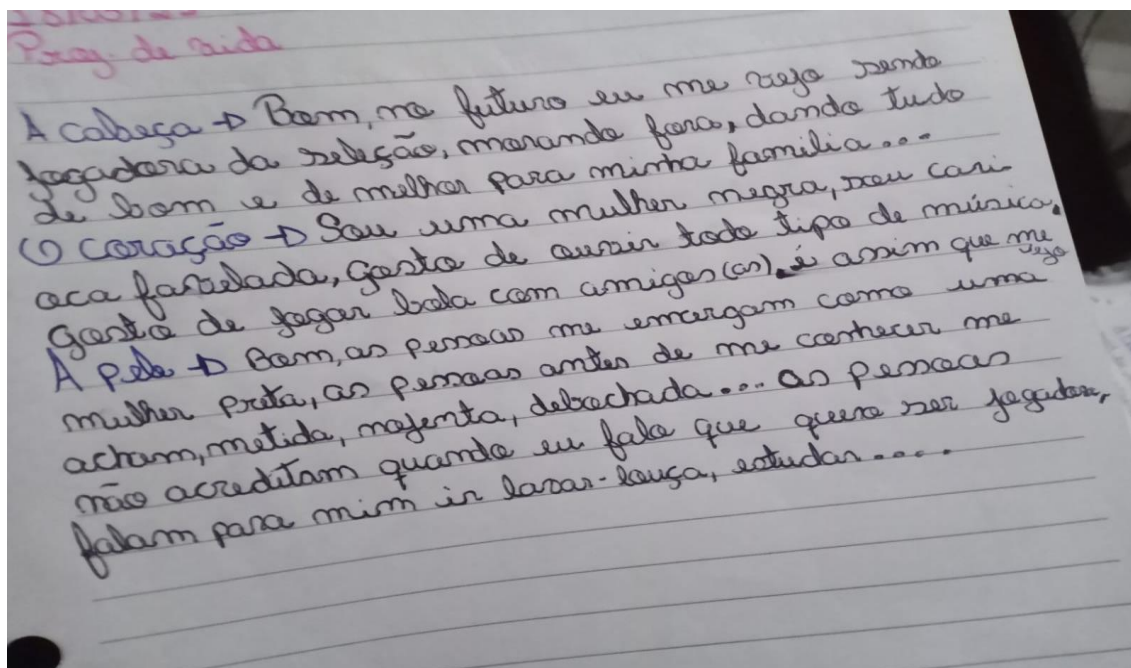 Proj. de vida
A cabeça → Bom, no futuro eu me vejo sendo
jogadora da seleção, morando fora, dando tudo
de bom e de melhor para minha familia...
O coração → Sou uma mulher negra, sou cari-
oca favelada, gosto de ouvir todo tipo de música,
gosto de jogar bola com amigos(as). é assim que me vejo
A pele → Bom, as pessoas me emxergam como uma
mulher preta, as pessoas antes de me conhecer me
acham, metida, nojenta, debochada... as pessoas
não acreditam quando eu falo que quero ser jogadora,
falam para mim ir lavar-louça, estudar....